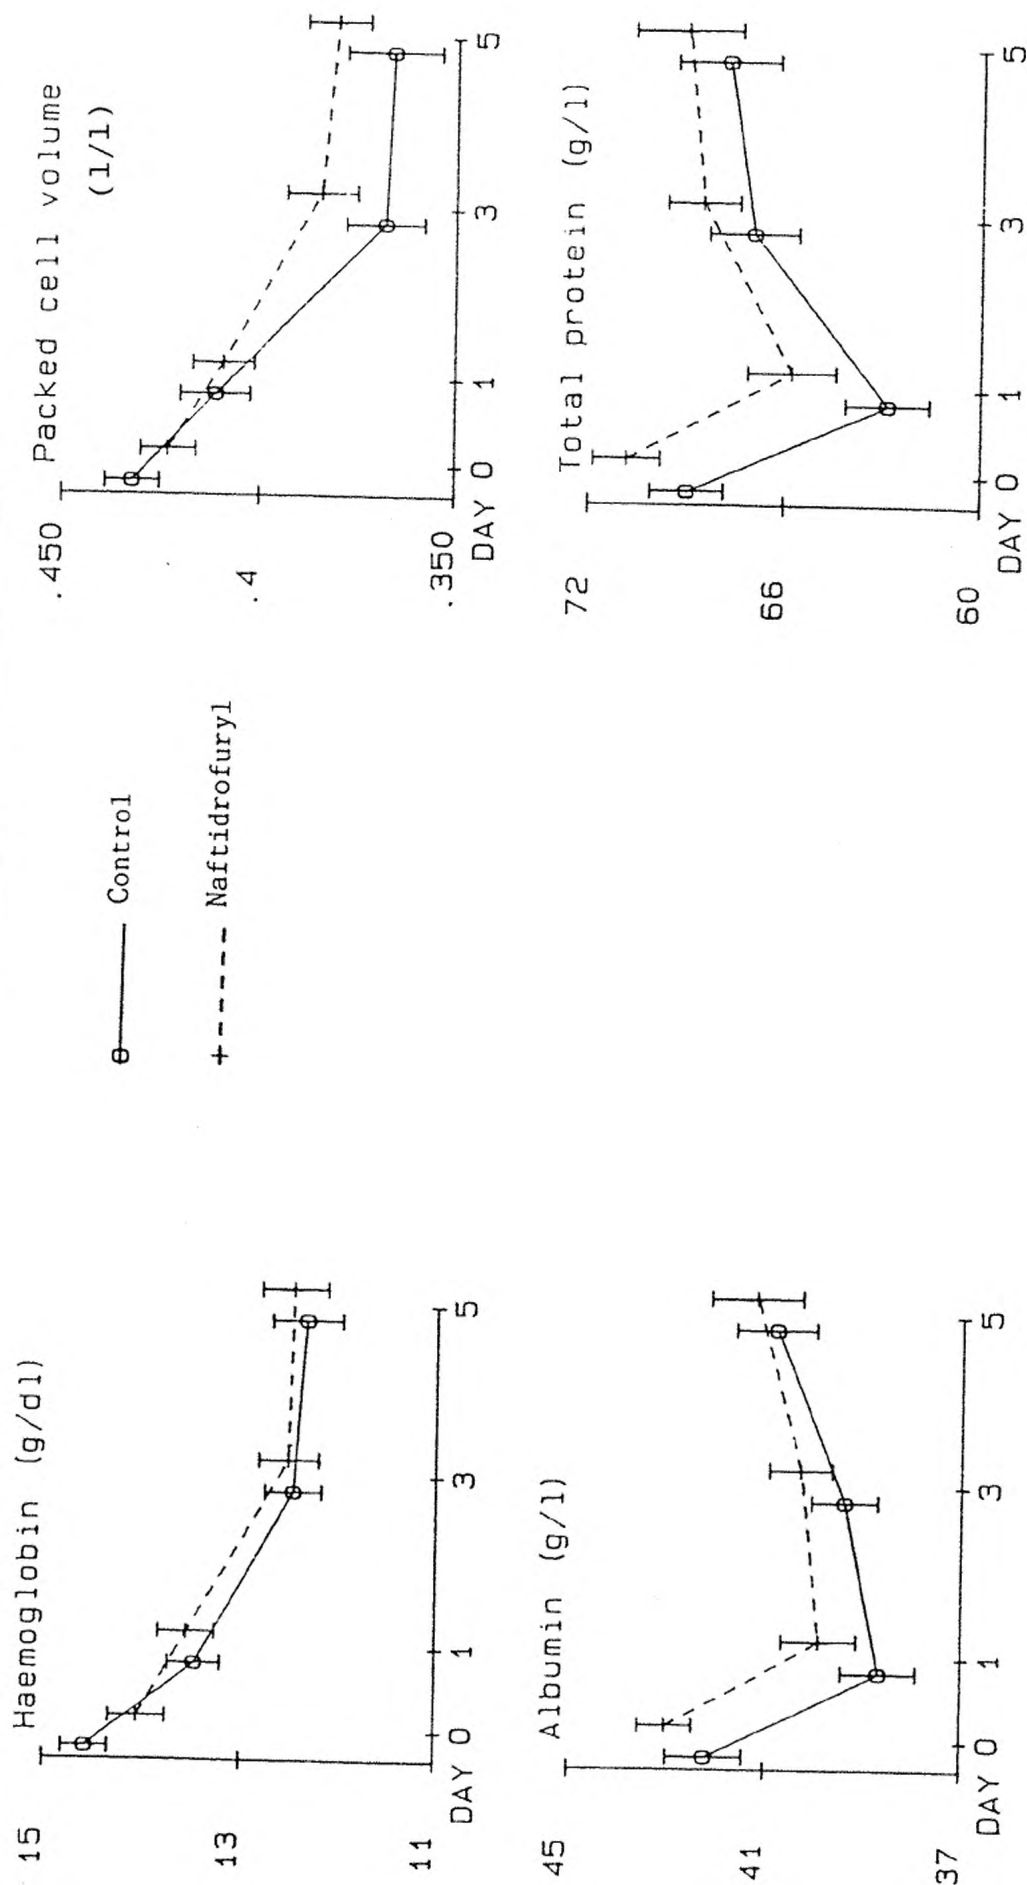 Haemoglobin (g/dl)
15
13
11
DAY 0 1 3 5
Control
Naftidrofuryl
Packed cell volume
(l/l)
.450
.4
.350
DAY 0 1 3 5
Albumin (g/l)
45
41
37
DAY 0 1 3 5
Total protein (g/l)
72
66
60
DAY 0 1 3 5